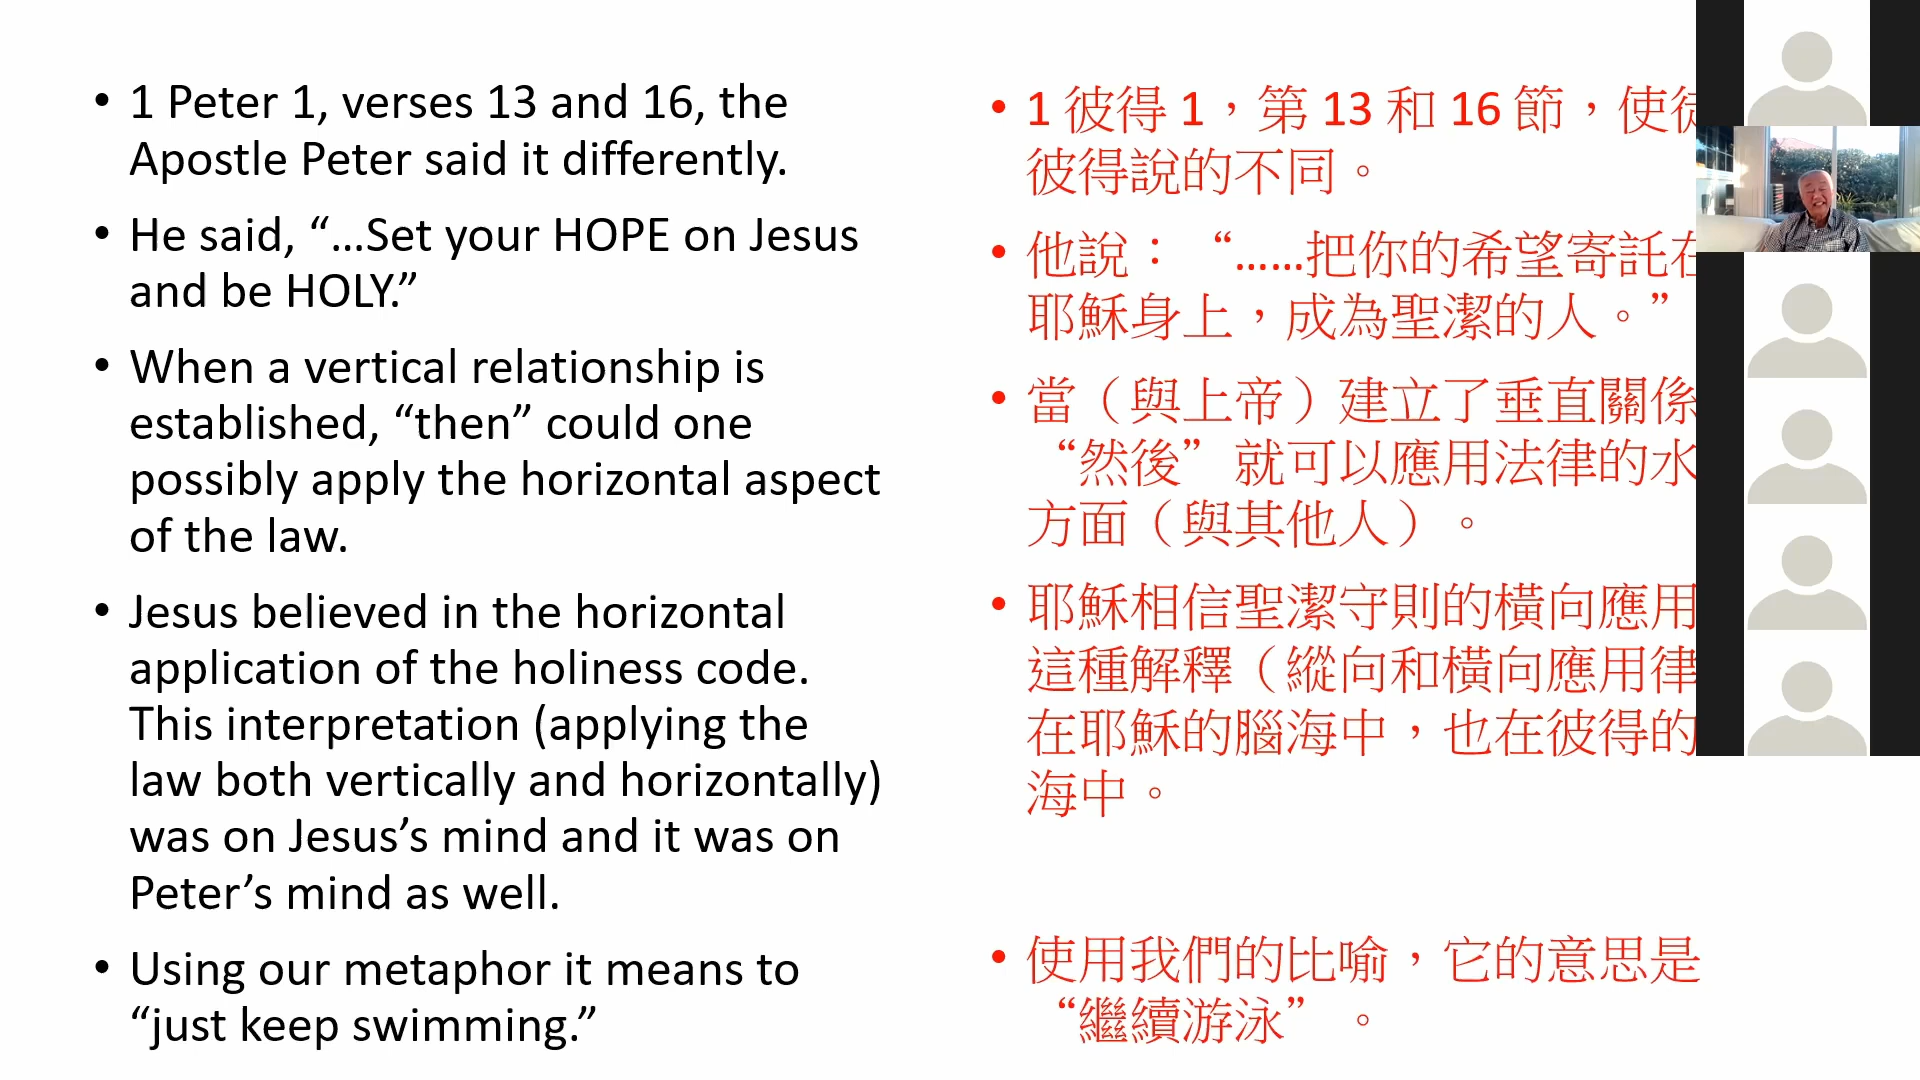 • 1 Peter 1, verses 13 and 16, the
Apostle Peter said it differently.
• He said, “…Set your HOPE on Jesus
and be HOLY.”
• When a vertical relationship is
established, “then” could one
possibly apply the horizontal aspect
of the law.
• Jesus believed in the horizontal
application of the holiness code.
This interpretation (applying the
law both vertically and horizontally)
was on Jesus’s mind and it was on
Peter’s mind as well.
• Using our metaphor it means to
“just keep swimming.”
• 1 彼得 1，第 13 和 16 節，使徒
彼得說的不同。
• 他說：“……把你的希望寄託在
耶穌身上，成為聖潔的人。”
• 當（與上帝）建立了垂直關係
“然後”就可以應用法律的水
方面（與其他人）。
• 耶穌相信聖潔守則的橫向應用
這種解釋（縱向和橫向應用律
在耶穌的腦海中，也在彼得的
海中。
• 使用我們的比喻，它的意思是
“繼續游泳”。